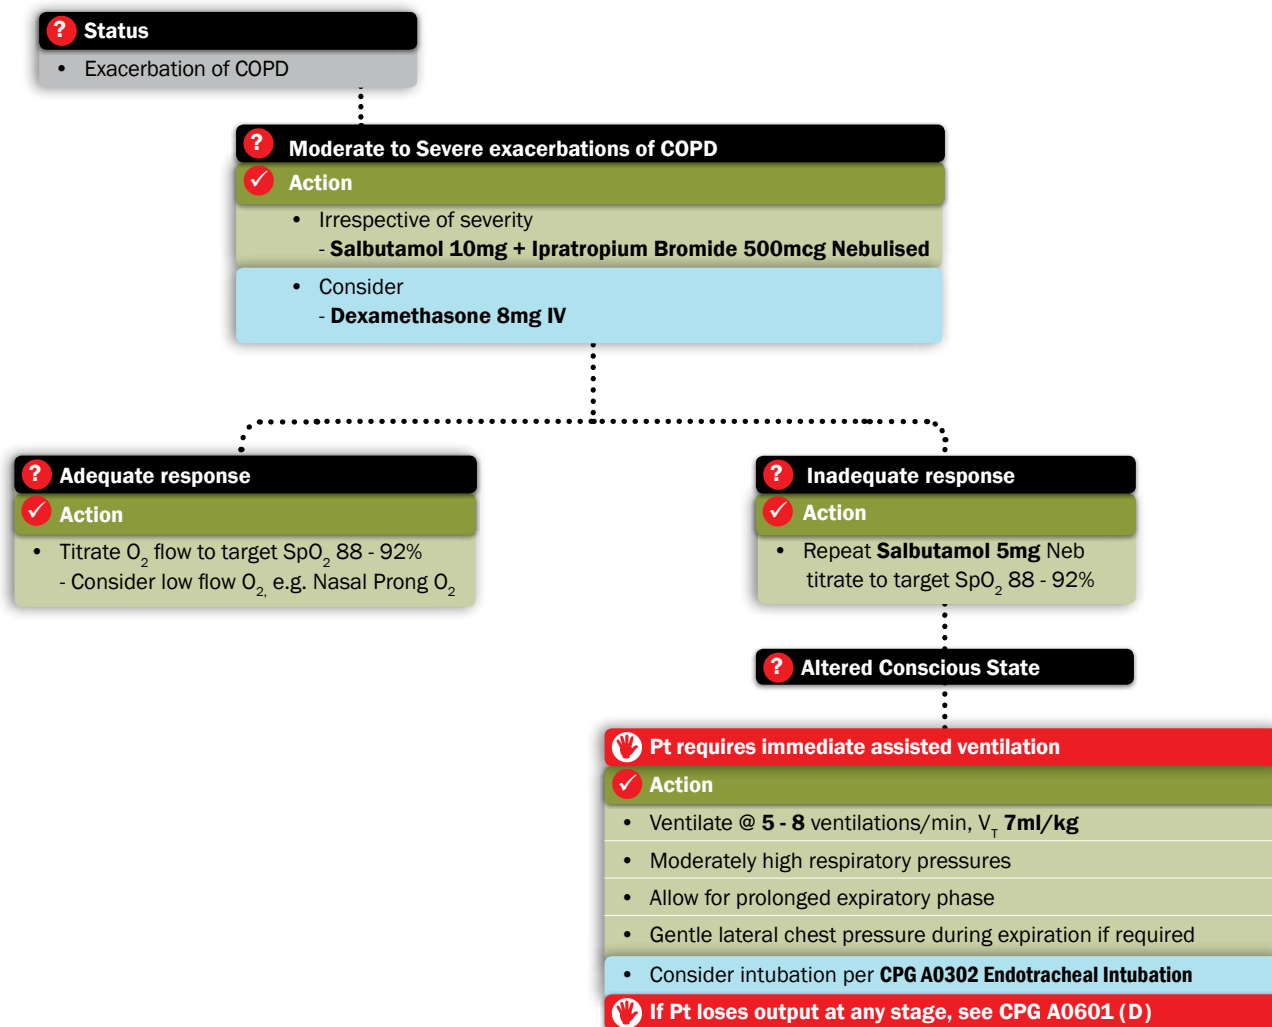 ? Status
• Exacerbation of COPD
? Moderate to Severe exacerbations of COPD
✓ Action
• Irrespective of severity
- Salbutamol 10mg + Ipratropium Bromide 500mcg Nebulised
• Consider
- Dexamethasone 8mg IV
? Adequate response
✓ Action
• Titrate O₂ flow to target SpO₂ 88 - 92%
- Consider low flow O₂, e.g. Nasal Prong O₂
? Inadequate response
✓ Action
• Repeat Salbutamol 5mg Neb
titrate to target SpO₂ 88 - 92%
? Altered Conscious State
Pt requires immediate assisted ventilation
✓ Action
• Ventilate @ 5 - 8 ventilations/min, V_T 7ml/kg
• Moderately high respiratory pressures
• Allow for prolonged expiratory phase
• Gentle lateral chest pressure during expiration if required
• Consider intubation per CPG A0302 Endotracheal Intubation
If Pt loses output at any stage, see CPG A0601 (D)